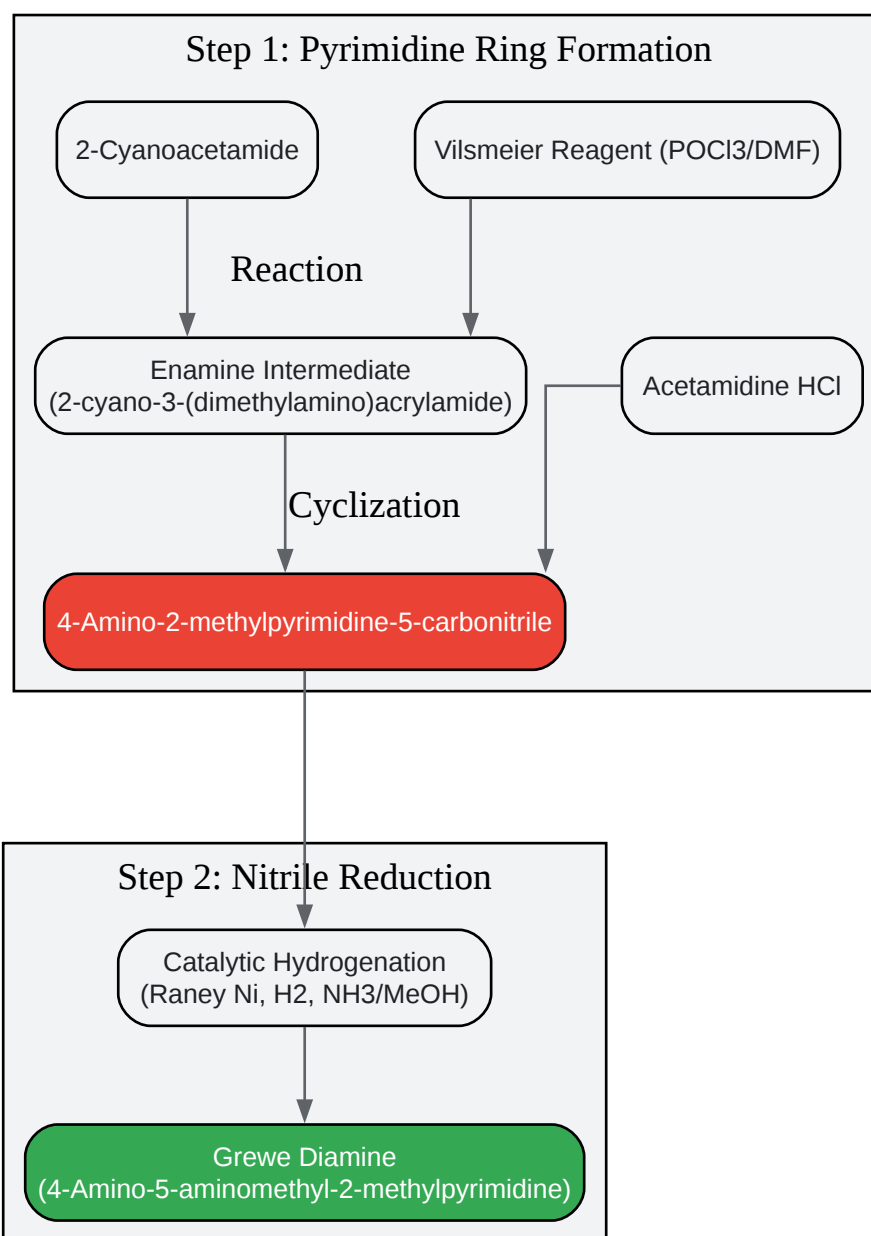 Step 1: Pyrimidine Ring Formation
2-Cyanoacetamide
Vilsmeier Reagent (POCl3/DMF)
Reaction
Enamine Intermediate
(2-cyano-3-(dimethylamino)acrylamide)
Acetamidine HCl
Cyclization
4-Amino-2-methylpyrimidine-5-carbonitrile
Step 2: Nitrile Reduction
Catalytic Hydrogenation
(Raney Ni, H2, NH3/MeOH)
Grewe Diamine
(4-Amino-5-aminomethyl-2-methylpyrimidine)